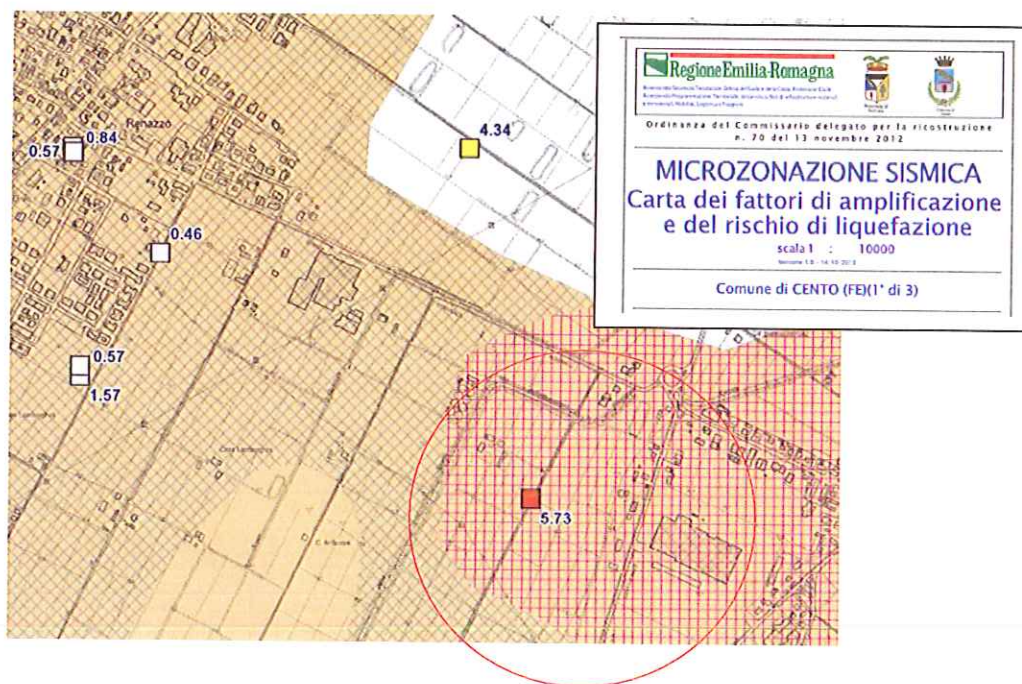 Renazzo
0.84
0.57
0.46
0.57
1.57
4.34
5.73
RegioneEmilia-Romagna
Ordinanza del Commissario delegato per la ricostruzione
n. 70 del 13 novembre 2012
MICROZONAZIONE SISMICA
Carta dei fattori di amplificazione
e del rischio di liquefazione
scala 1 : 10000
Comune di CENTO (FE)(1° di 3)